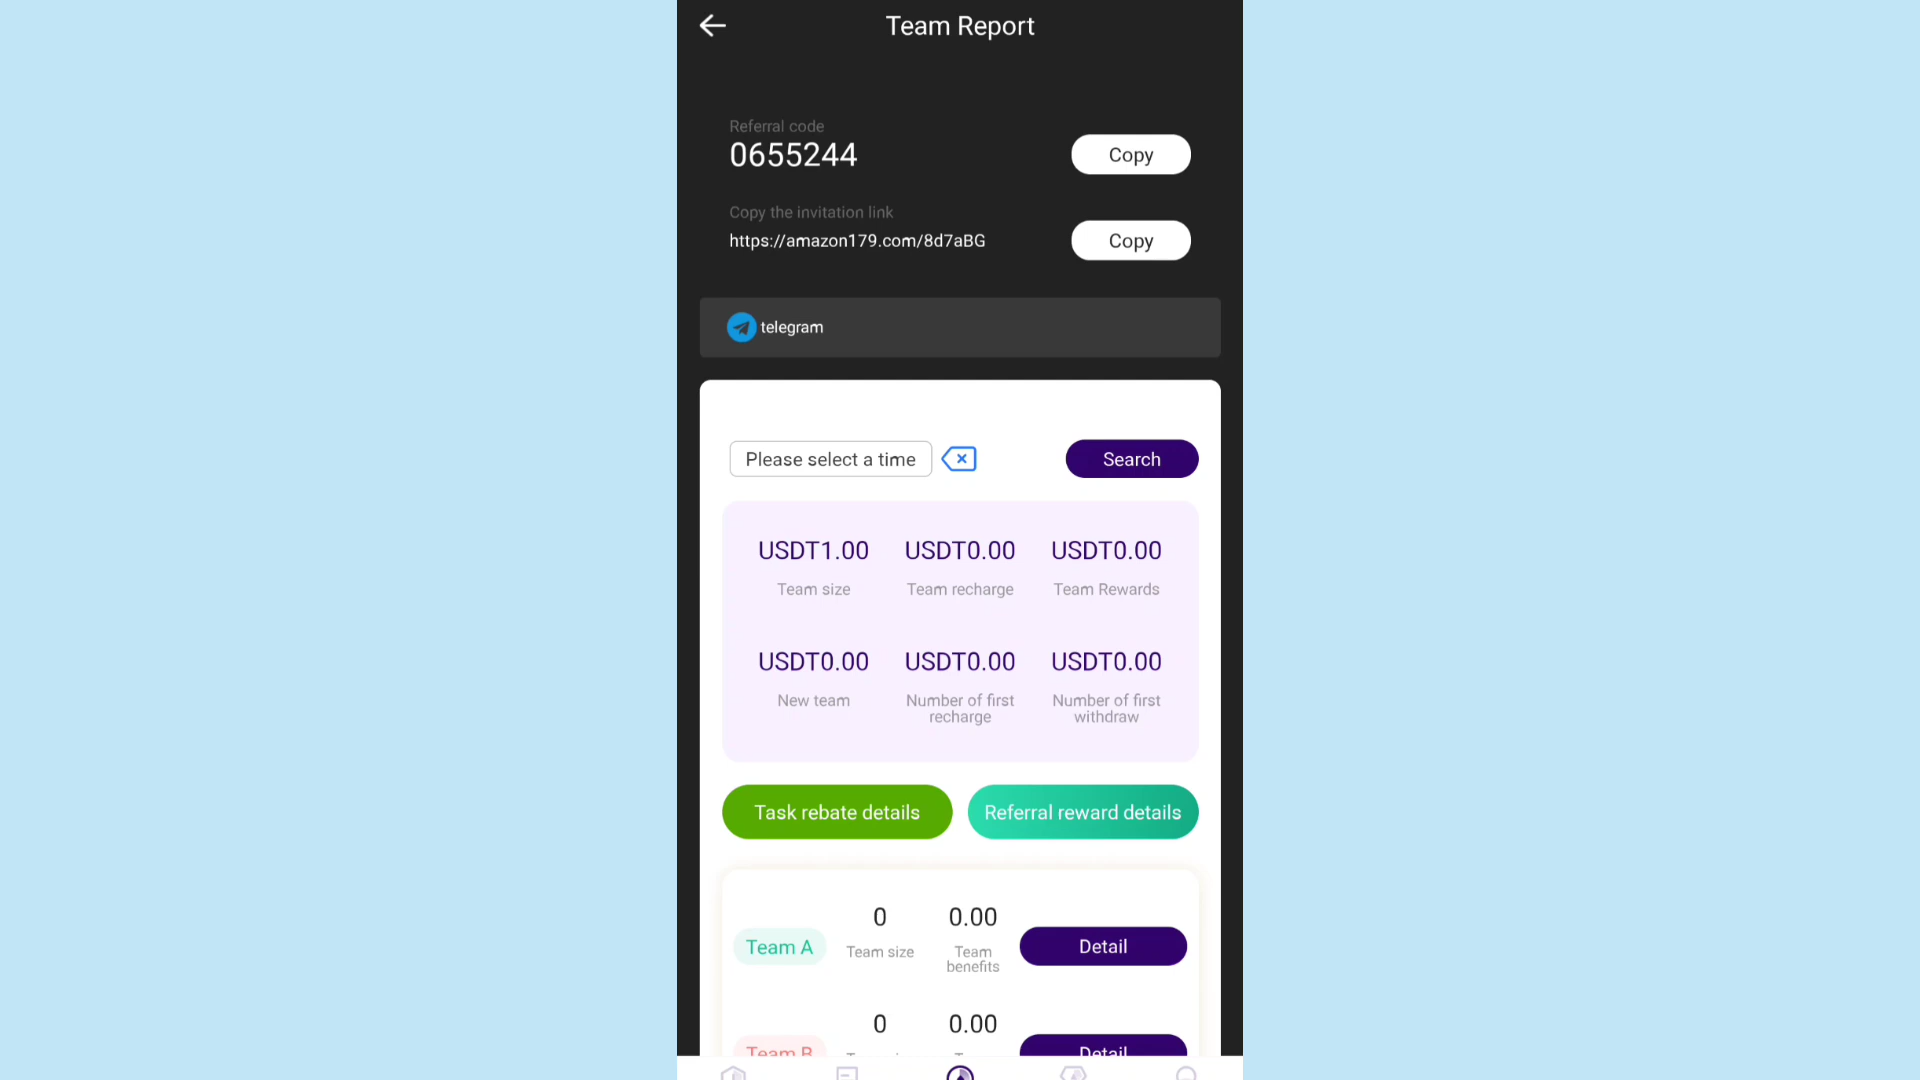 Team Report
Referral code
0655244
Copy
Copy the invitation link
https://amazon179.com/8d7aBG
Copy
telegram
Please select a time
Search
USDT1.00 USDT0.00 USDT0.00
Team size Team recharge Team Rewards
USDT0.00 USDT0.00 USDT0.00
New team Number of first recharge Number of first withdraw
Task rebate details Referral reward details
0 0.00
Team A Team size Team benefits Detail
0 0.00
Team B Detail